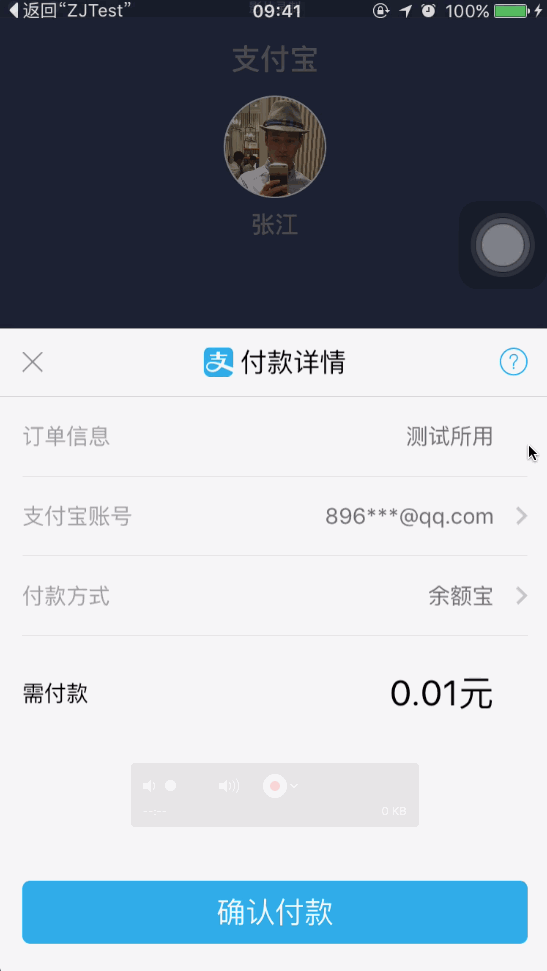 返回“ZJTest” 09:41 100%
支付宝
张江
支 付款详情 ?
订单信息 测试所用
支付宝账号 896***@qq.com
付款方式 余额宝
需付款 0.01元
--:-- 0 KB
确认付款